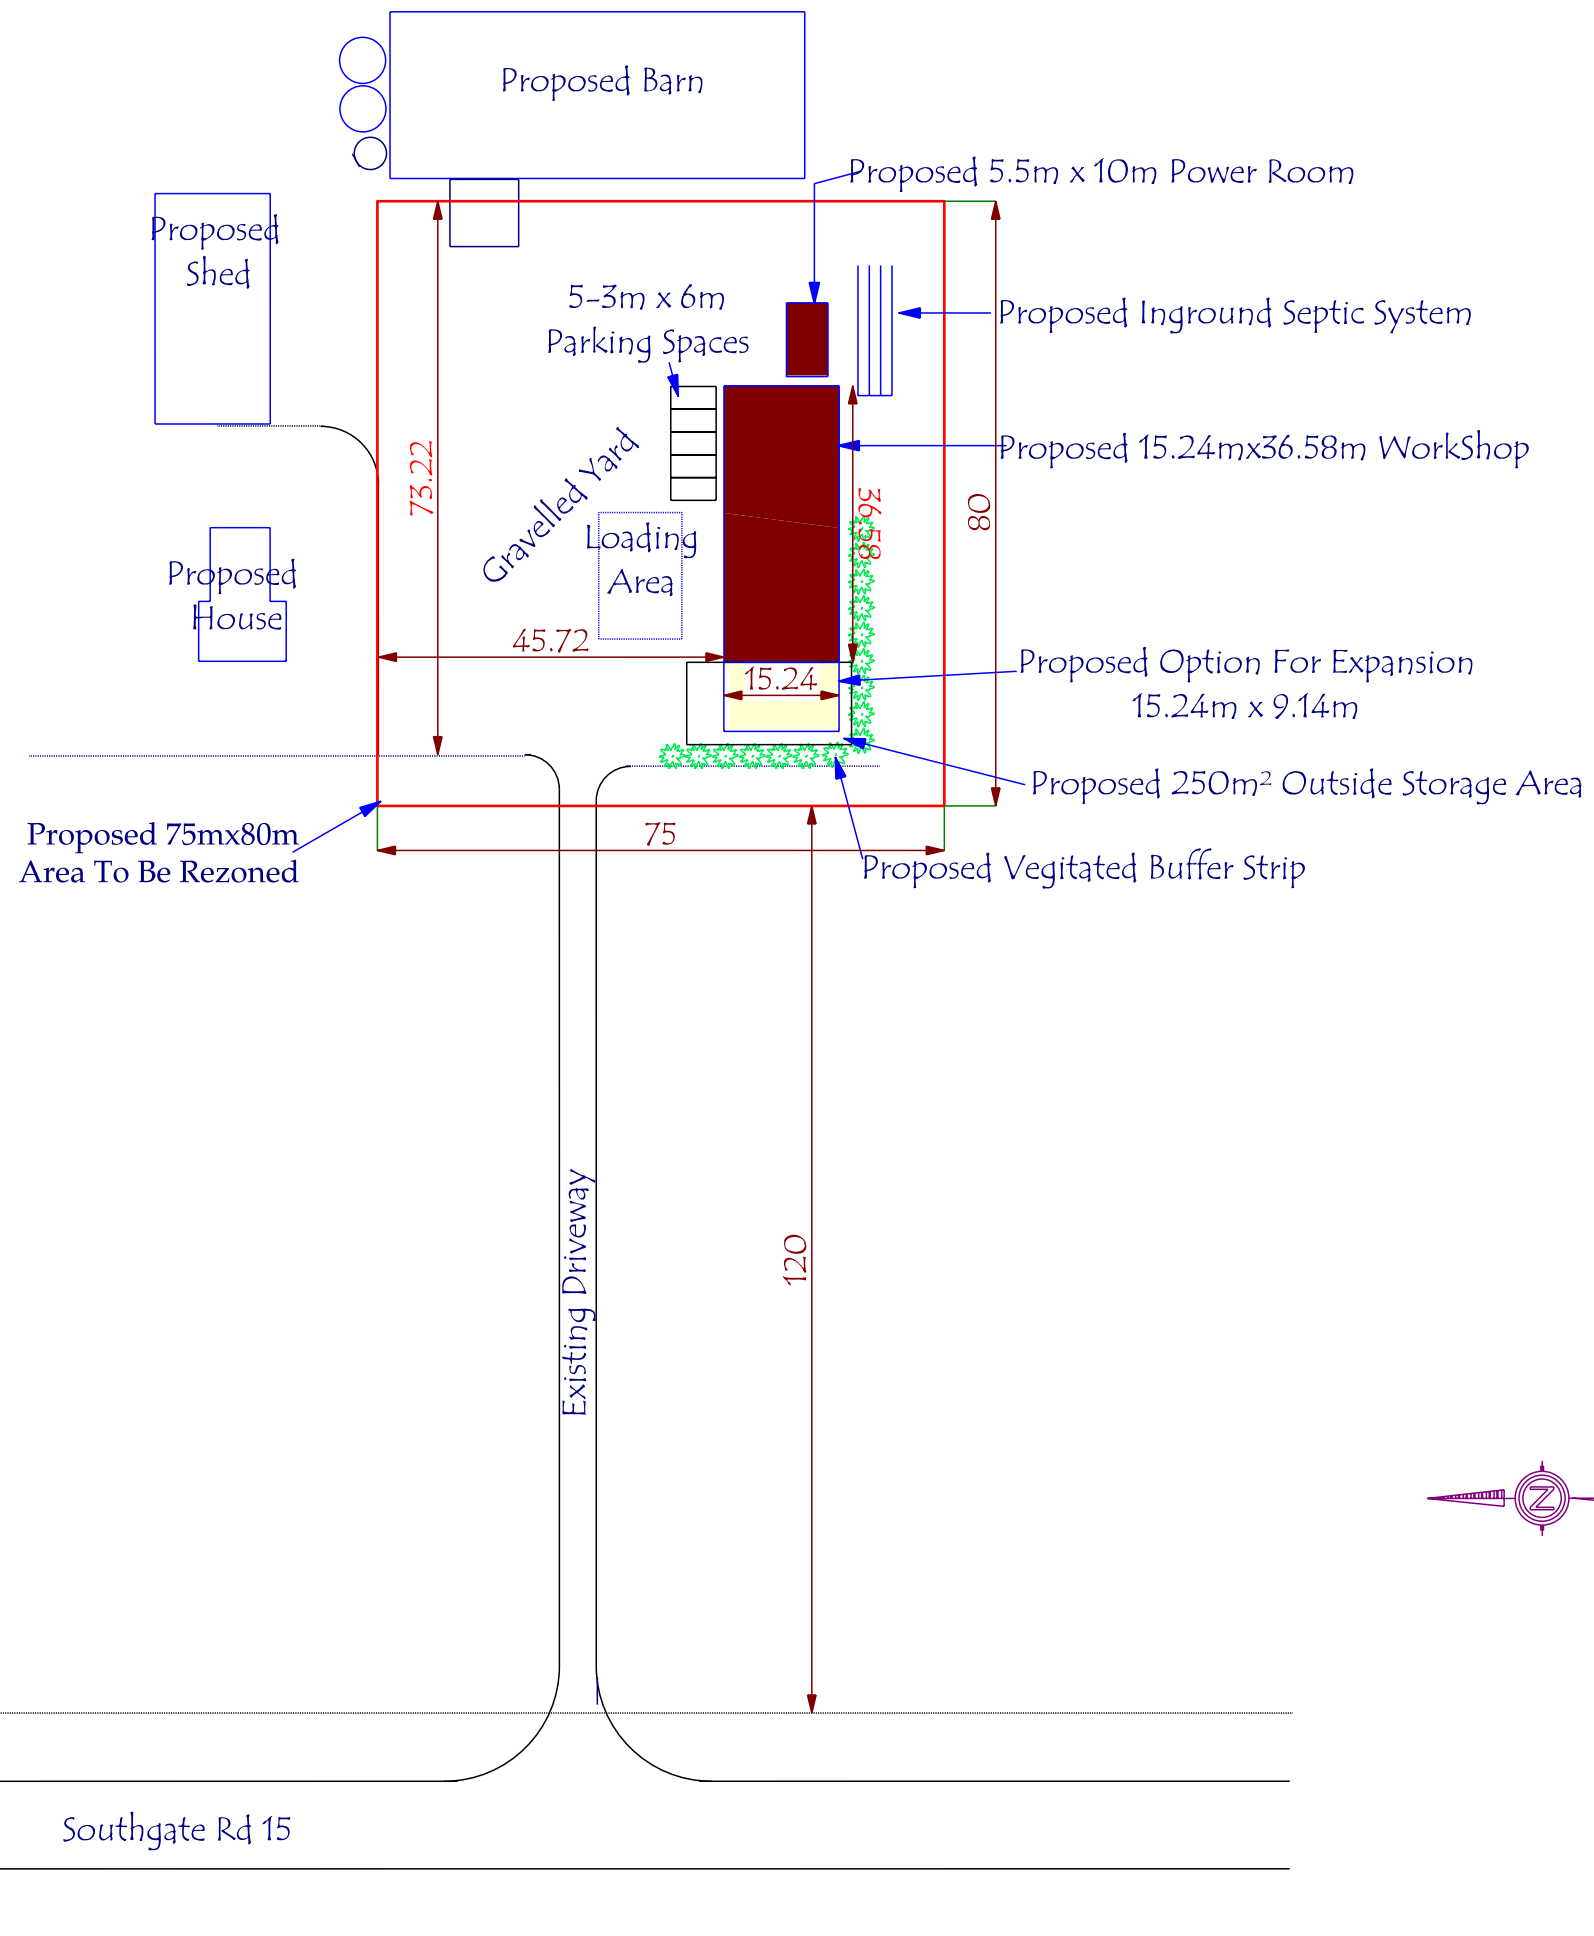 Proposed Barn
Proposed 5.5m x 10m Power Room
Proposed
Shed
5-3m x 6m
Parking Spaces
Proposed Inground Septic System
Proposed 15.24mx36.58m WorkShop
73.22
Gravelled Yard
36.58
80
Loading
Area
Proposed
House
45.72
15.24
Proposed Option For Expansion
15.24m x 9.14m
Proposed 250m² Outside Storage Area
Proposed 75mx80m
Area To Be Rezoned
75
Proposed Vegitated Buffer Strip
Existing Driveway
120
N
Southgate Rd 15